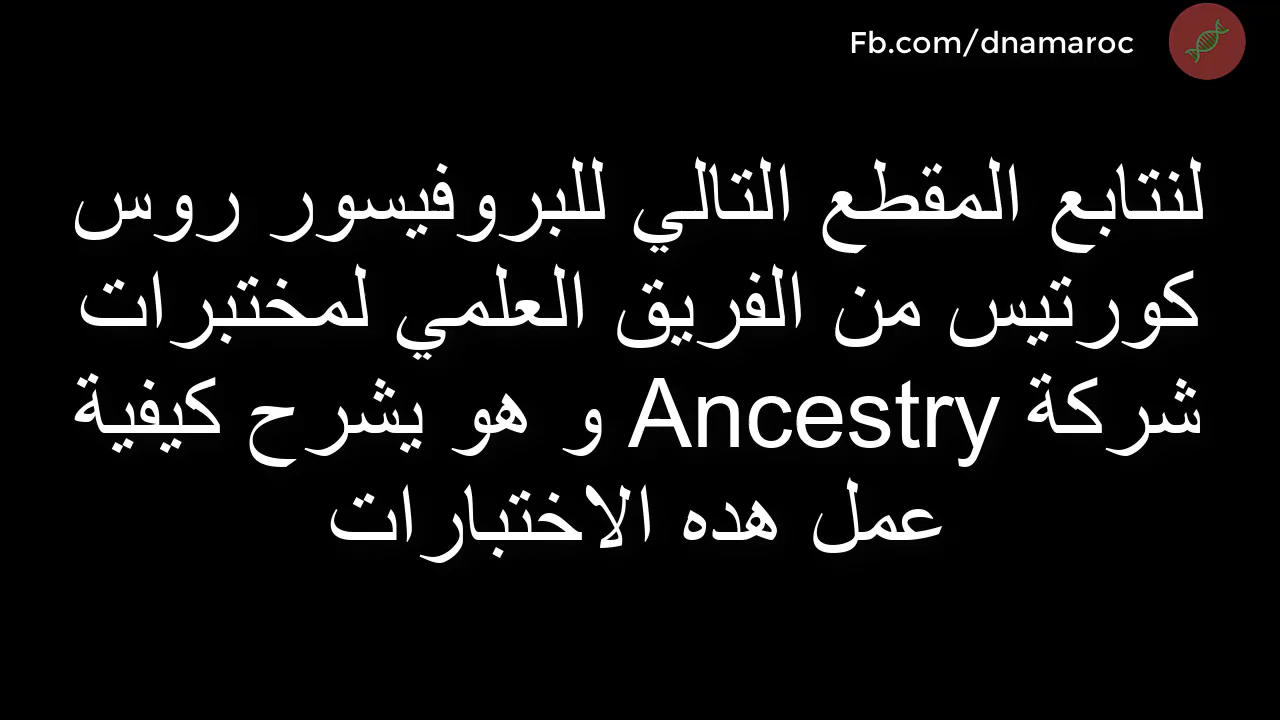 Fb.com/dnamaroc
لنتابع المقطع التالي للبروفيسور روس
كورتيس من الفريق العلمي لمختبرات
شركة Ancestry و هو يشرح كيفية
عمل هده الاختبارات